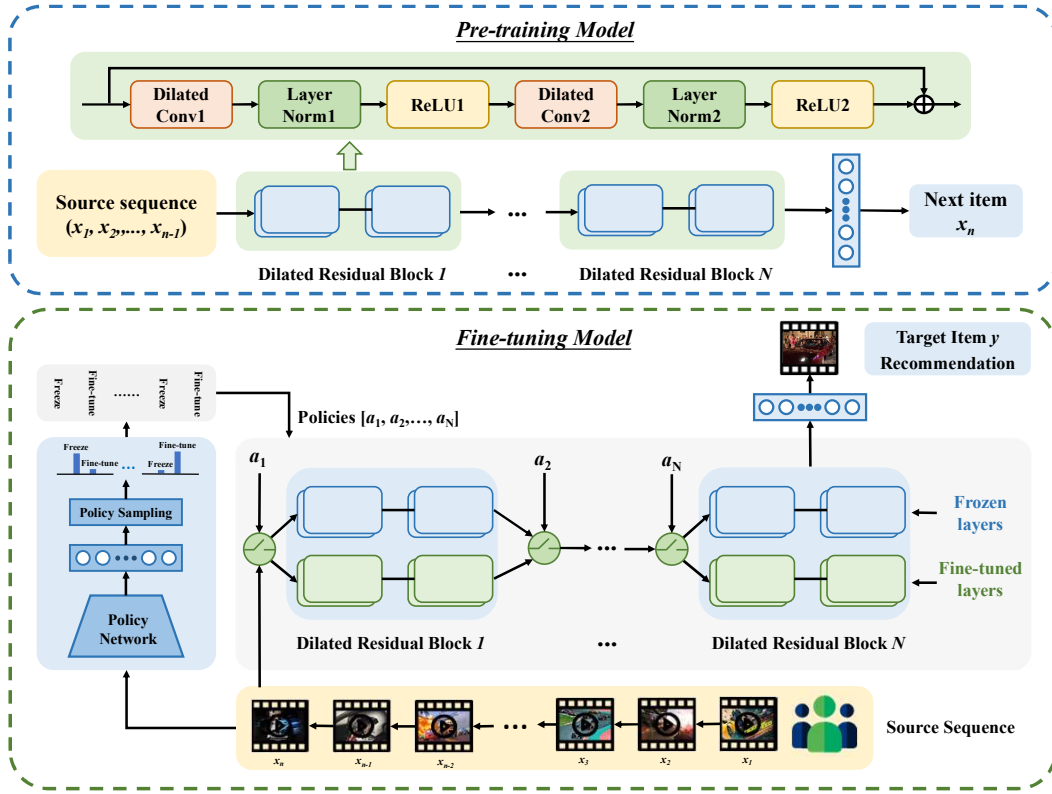 Pre-training Model
Dilated
Conv1
Layer
Norm1
ReLU1
Dilated
Conv2
Layer
Norm2
ReLU2
Source sequence
(x1, x2,,..., xn-1)
...
Next item
xn
Dilated Residual Block 1
...
Dilated Residual Block N
Fine-tuning Model
Target Item y
Recommendation
Freeze
Fine-tune
......
Freeze
Fine-tune
Policies [a1, a2,..., aN]
Freeze
Fine-tune
...
Freeze
Fine-tune
Policy Sampling
Policy
Network
a1
a2
aN
...
Frozen
layers
Fine-tuned
layers
Dilated Residual Block 1
...
Dilated Residual Block N
...
Source Sequence
xn
xn-1
xn-2
x3
x2
x1